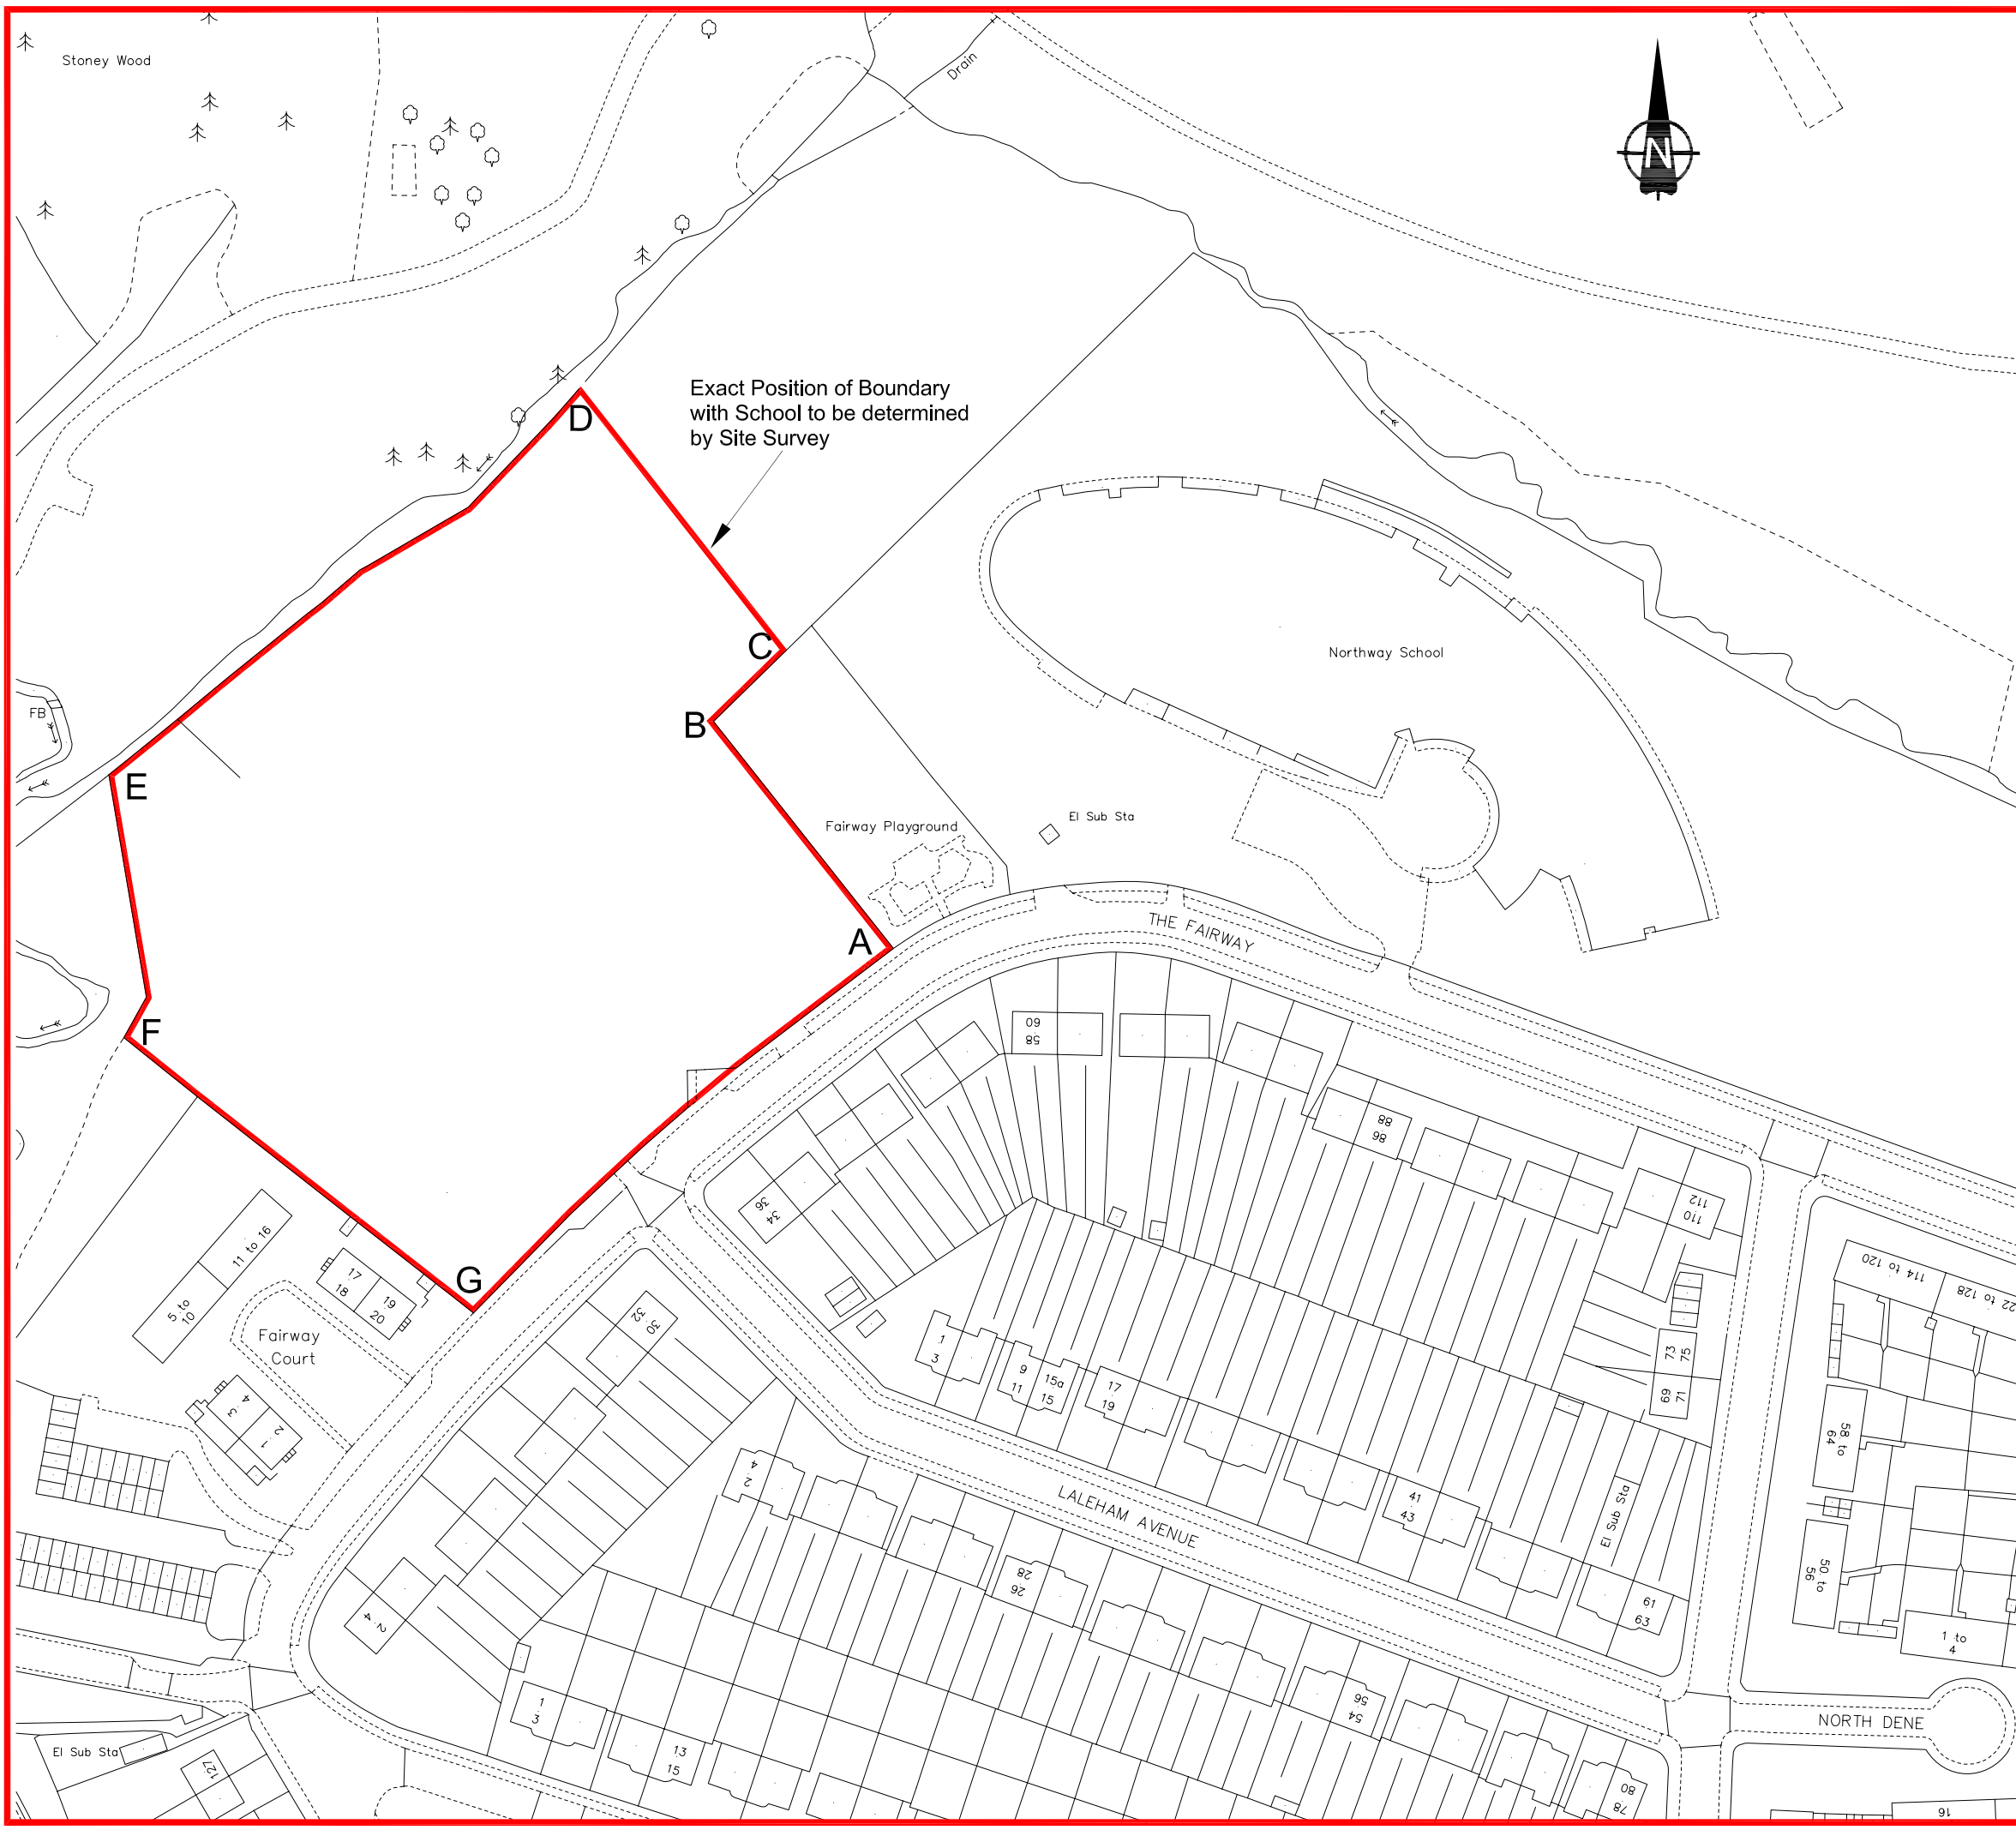 Stoney Wood
Drain
N
Exact Position of Boundary
with School to be determined
by Site Survey
D
C
B
Northway School
FB
E
El Sub Sta
Fairway Playground
A
THE FAIRWAY
F
60
58
88
86
36
34
112
110
114 to 120
122 to 128
G
11 to 16
5 to
10
17
18
19
20
Fairway
Court
32
30
1
3
9
11
15a
15
17
19
73
75
69
71
4
3
2
1
58 to
64
4
2
41
43
El Sub Sta
LALEHAM AVENUE
28
26
50 to
56
2
4
61
63
1 to
4
1
3
13
15
56
54
NORTH DENE
El Sub Sta
127
80
78
16